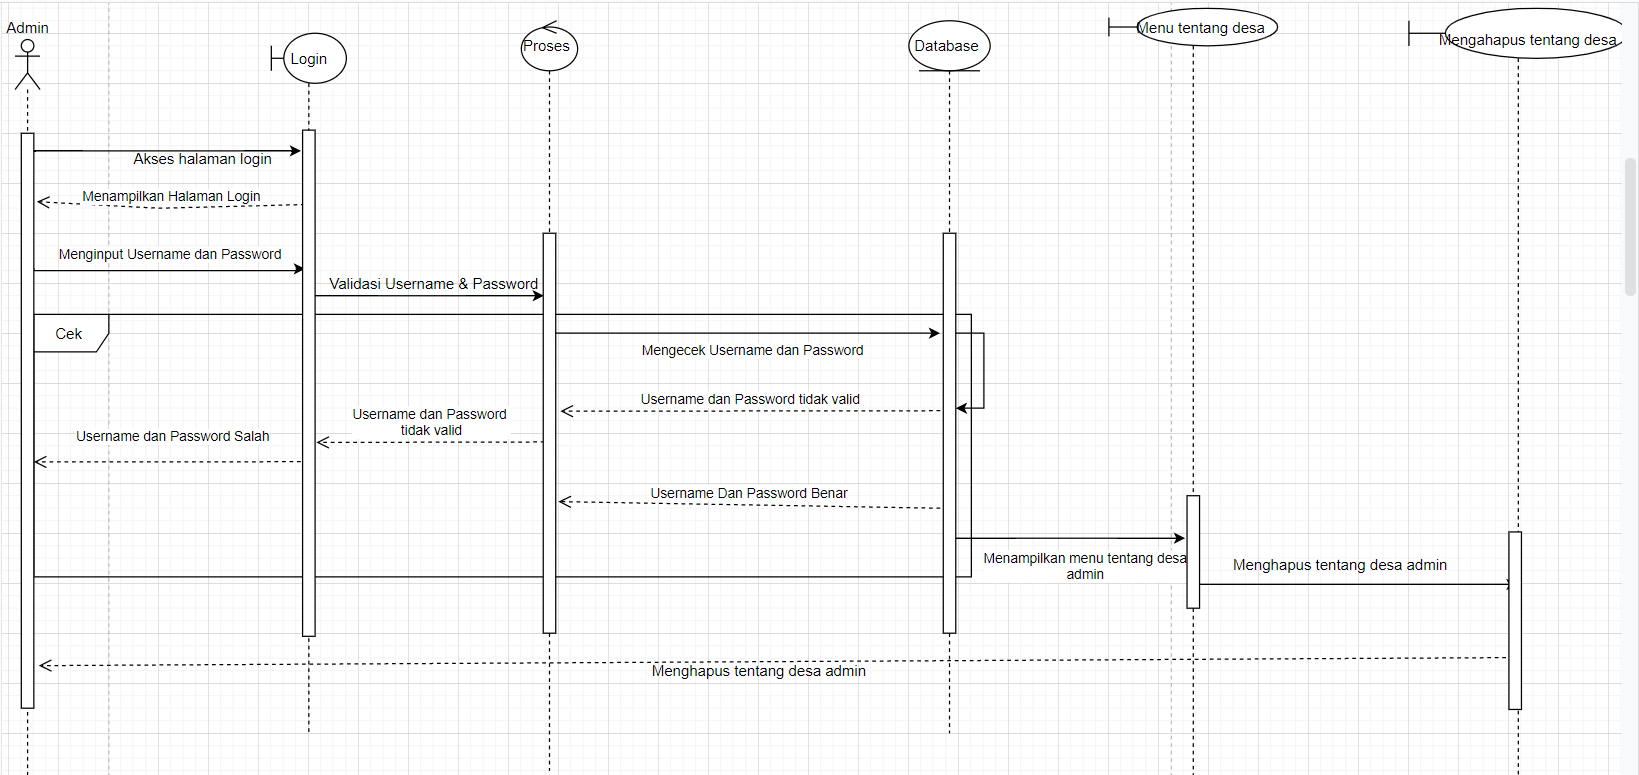 Admin
Login
Proses
Database
Menu tentang desa
Mengahapus tentang desa
Akses halaman login
Menampilkan Halaman Login
Menginput Username dan Password
Validasi Username & Password
Cek
Mengecek Username dan Password
Username dan Password tidak valid
Username dan Password
tidak valid
Username dan Password Salah
Username Dan Password Benar
Menampilkan menu tentang desa
admin
Menghapus tentang desa admin
Menghapus tentang desa admin